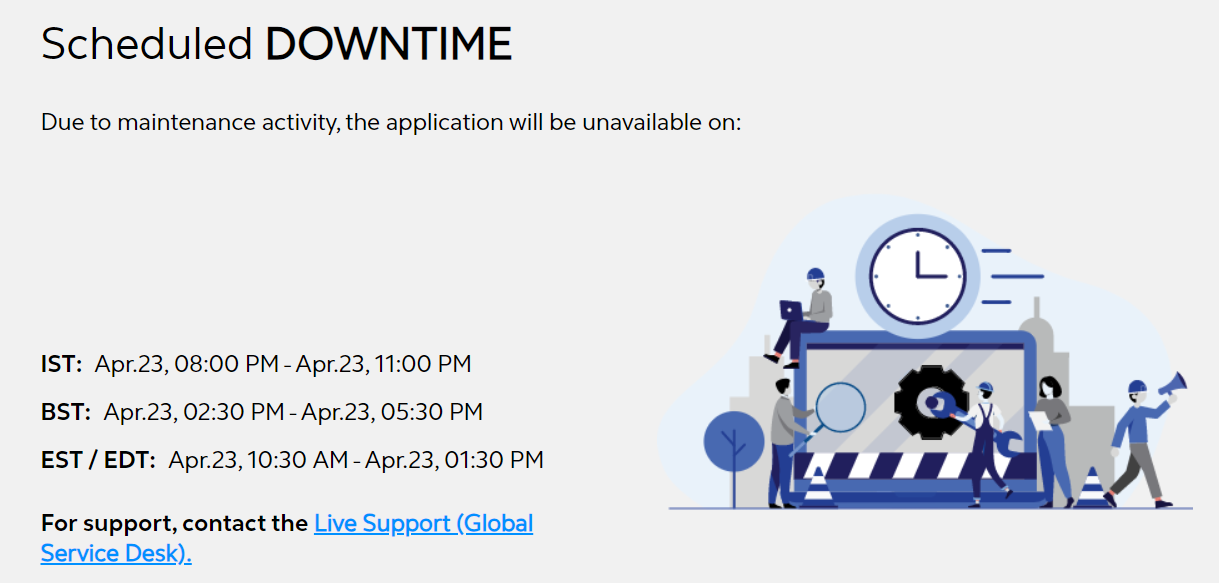 Scheduled DOWNTIME
Due to maintenance activity, the application will be unavailable on:
IST: Apr.23, 08:00 PM - Apr.23, 11:00 PM
BST: Apr.23, 02:30 PM - Apr.23, 05:30 PM
EST / EDT: Apr.23, 10:30 AM - Apr.23, 01:30 PM
For support, contact the Live Support (Global
Service Desk).